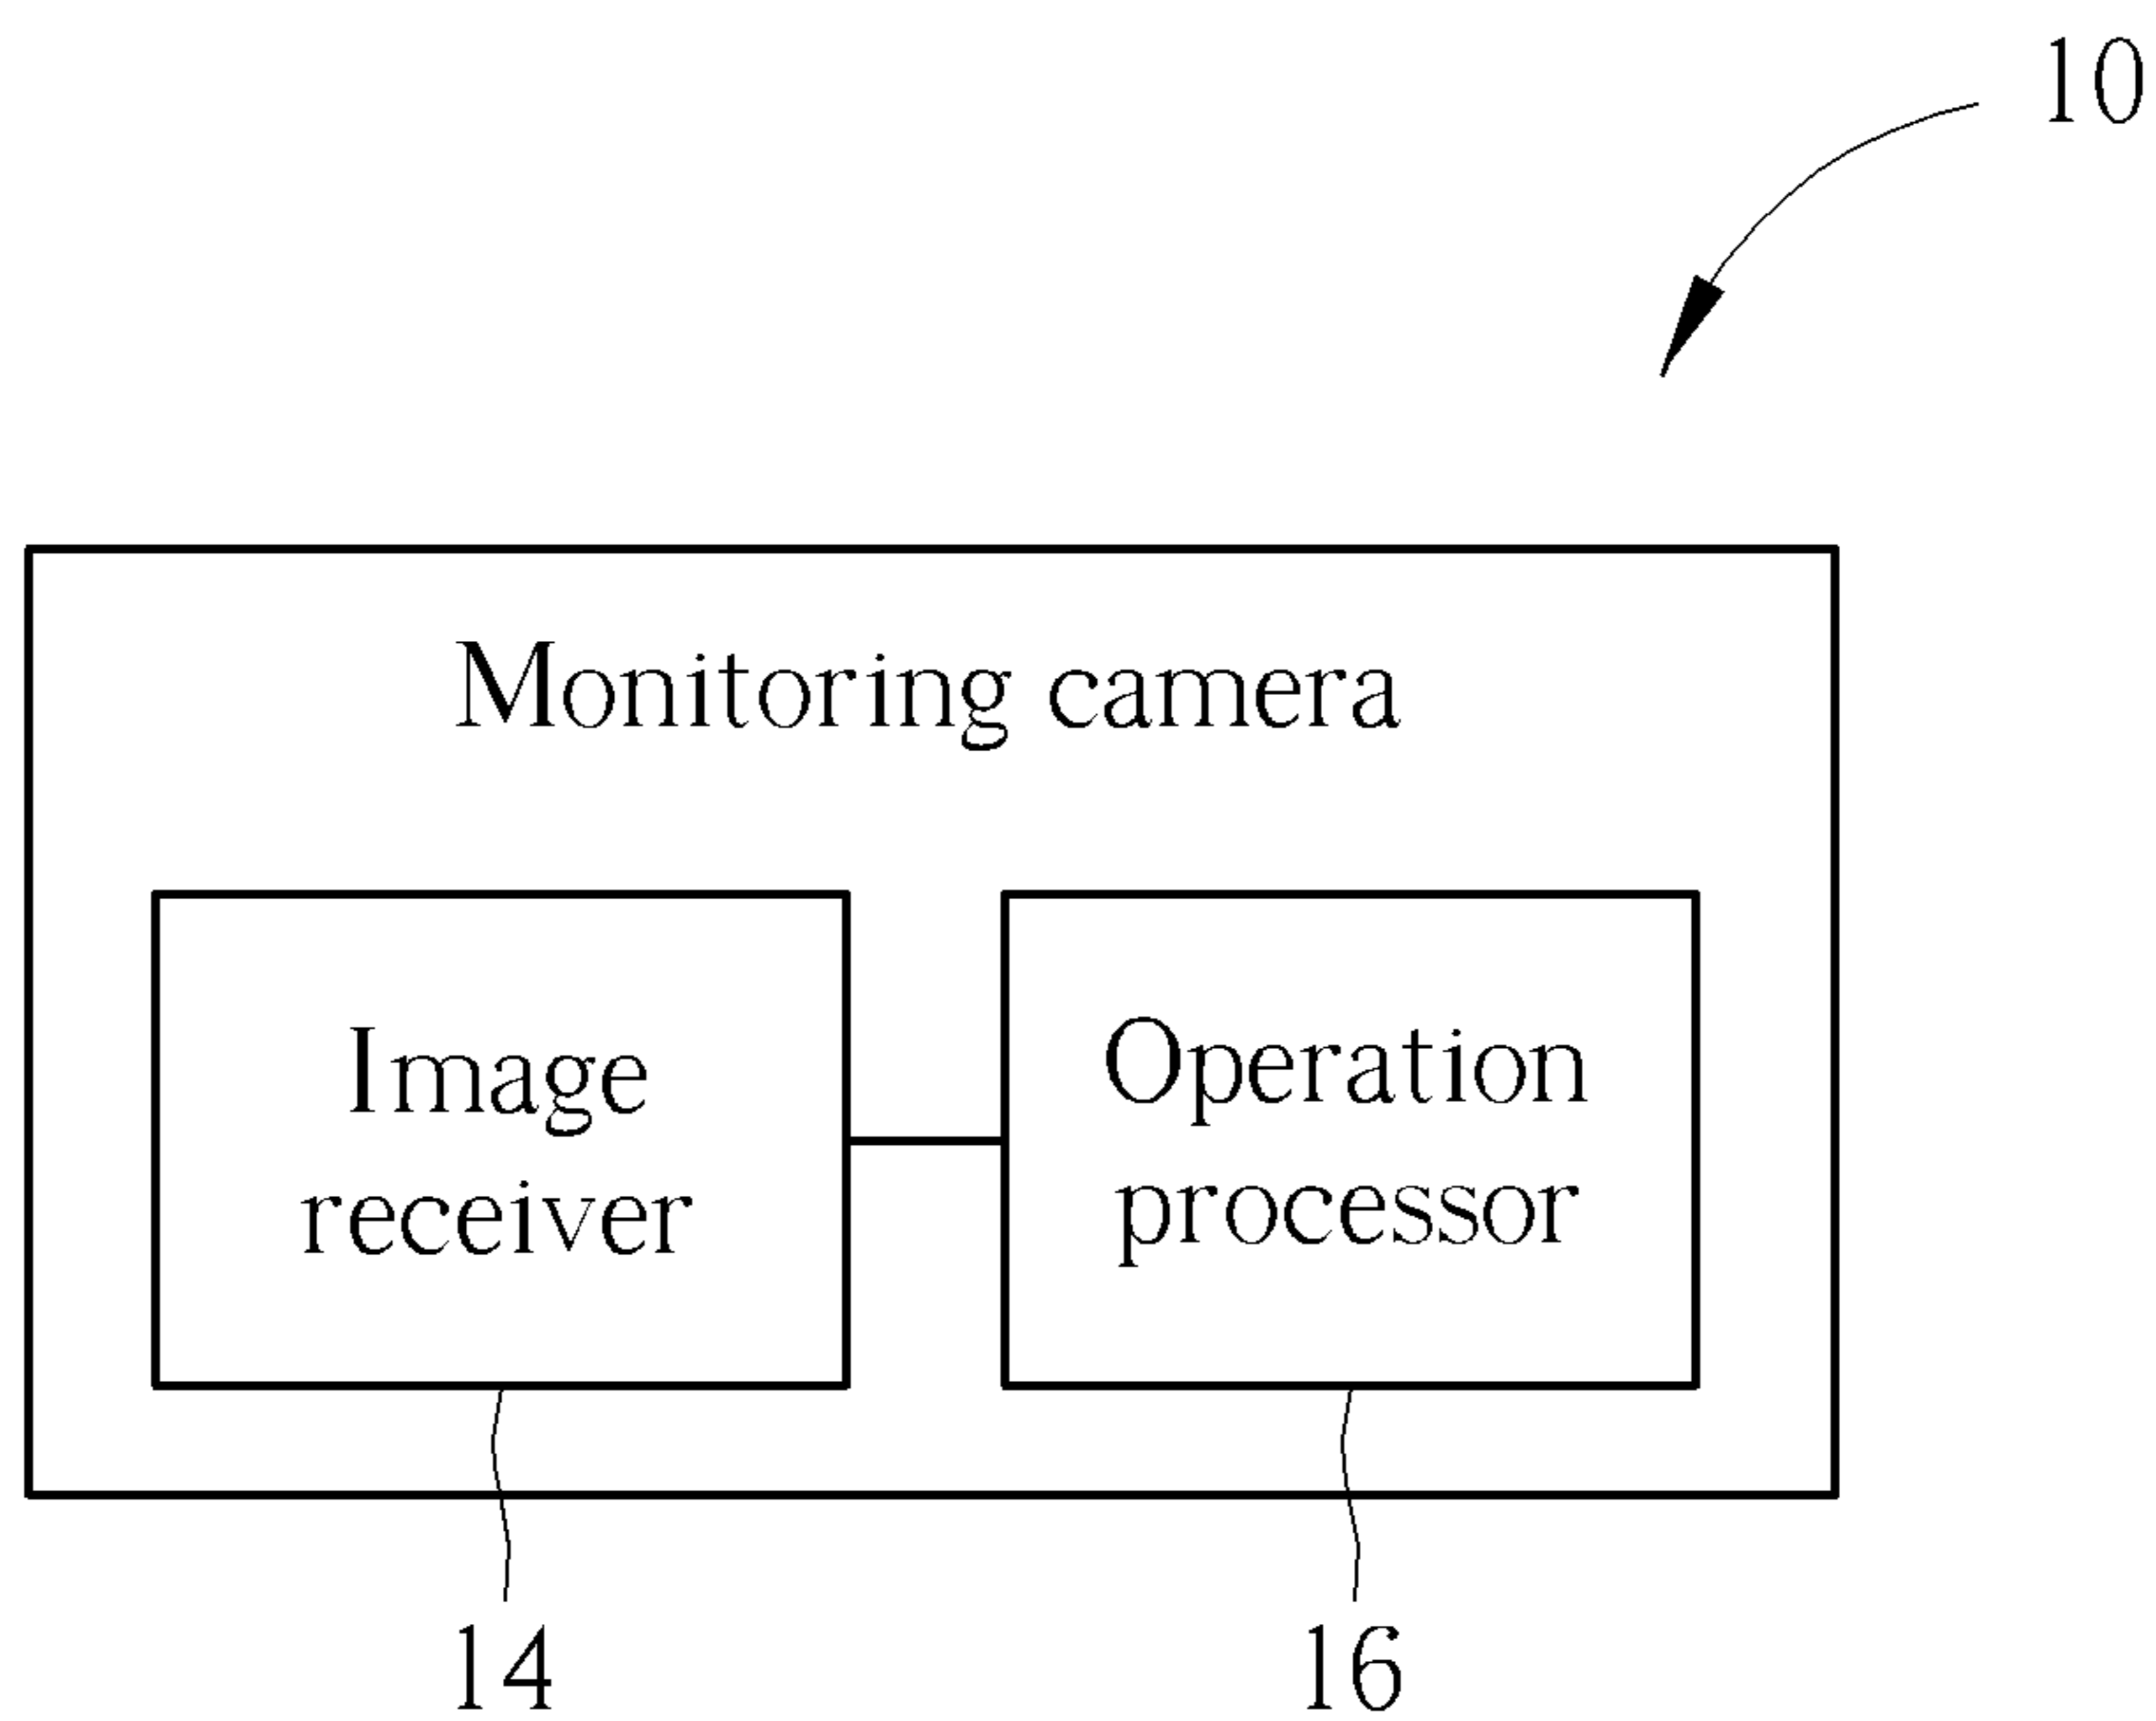 10
Monitoring camera
Image
receiver
Operation
processor
14
16